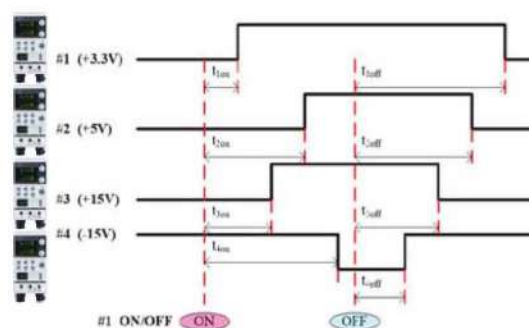 #1 (+3.3V)
t1on
t1off
#2 (+5V)
t2on
t2off
#3 (+15V)
t3on
t3off
#4 (-15V)
t4on
t4off
#1 ON/OFF ON OFF